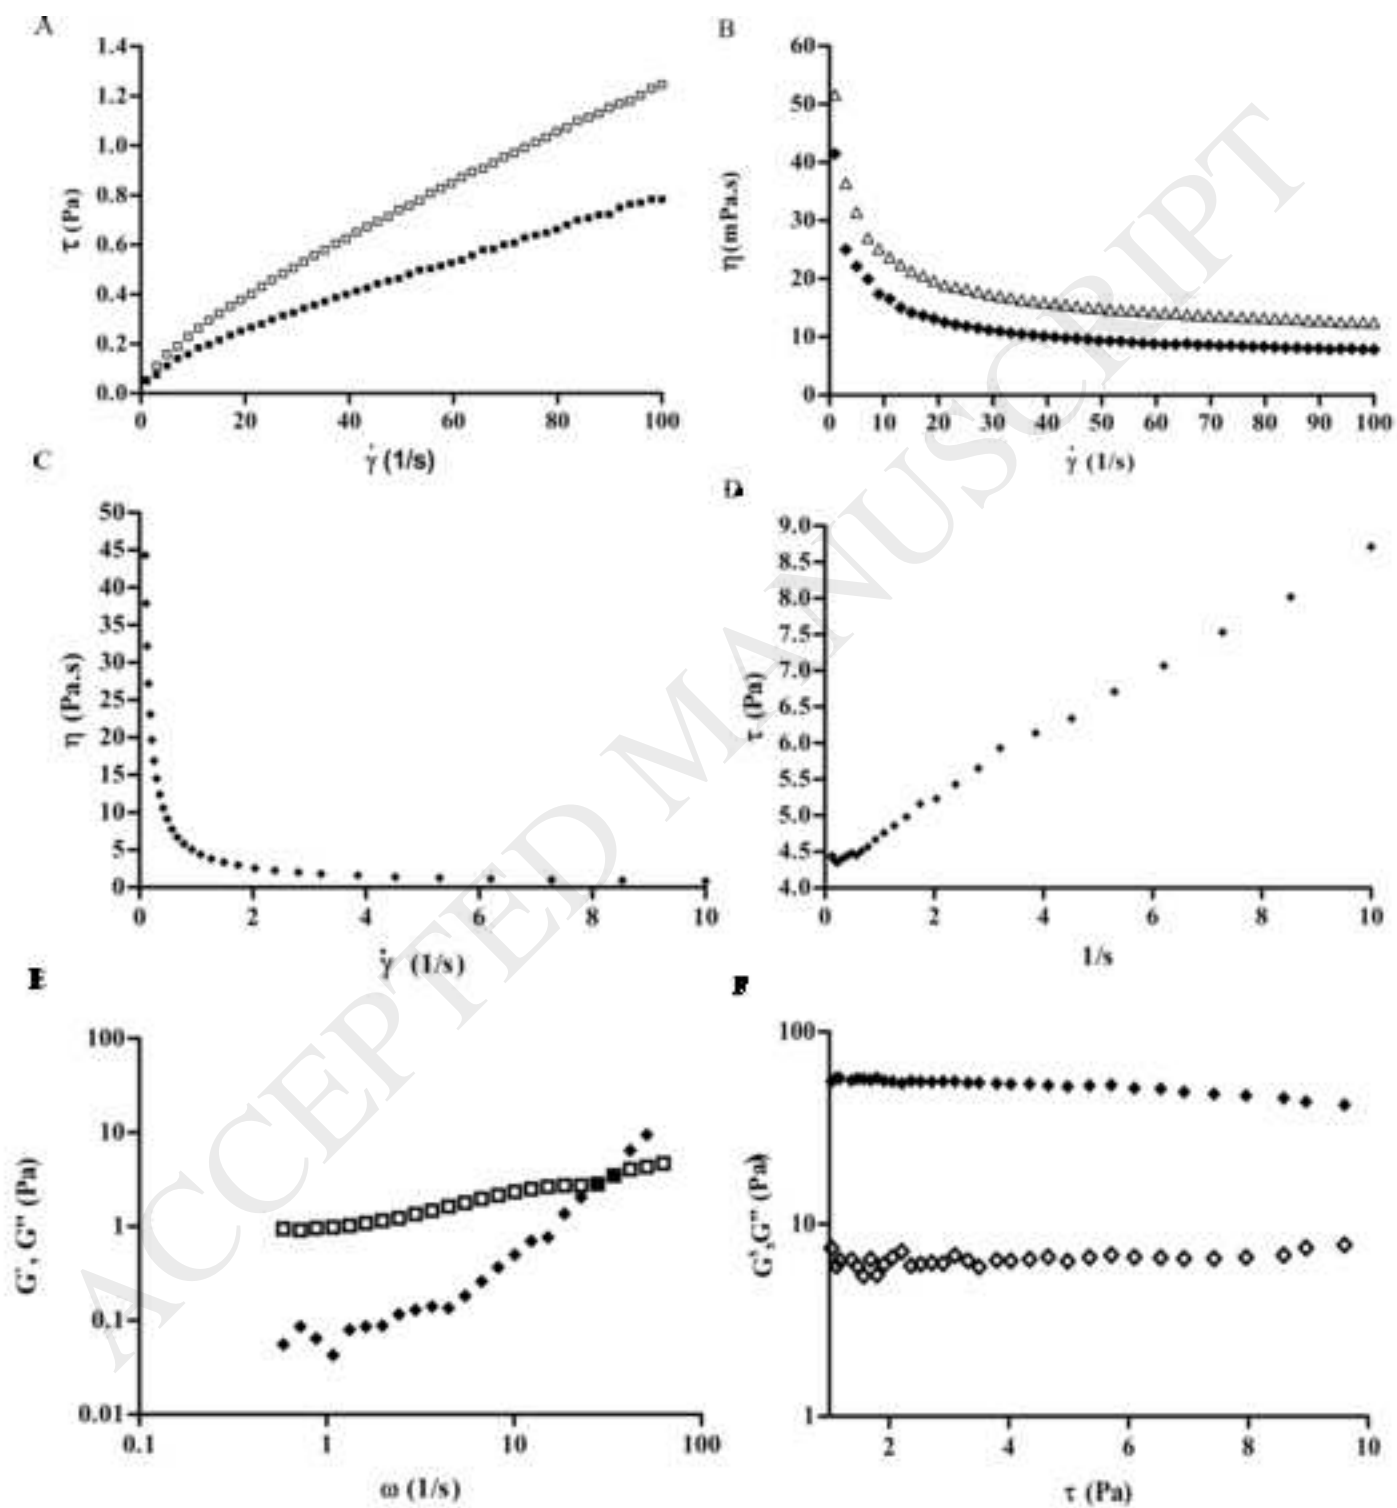 A
1.4
1.2
1.0
0.8
0.6
0.4
0.2
0.0
τ (Pa)
0 20 40 60 80 100
γ̇ (1/s)
B
60
50
40
30
20
10
0
η (mPa.s)
0 10 20 30 40 50 60 70 80 90 100
γ̇ (1/s)
C
50
45
40
35
30
25
20
15
10
5
0
η (Pa.s)
0 2 4 6 8 10
γ̇ (1/s)
D
9.0
8.5
8.0
7.5
7.0
6.5
6.0
5.5
5.0
4.5
4.0
τ (Pa)
0 2 4 6 8 10
1/s
E
100
10
1
0.1
0.01
G', G'' (Pa)
0.1 1 10 100
ω (1/s)
F
100
10
1
G', G'' (Pa)
2 4 6 8 10
τ (Pa)
ACCEPTED MANUSCRIPT